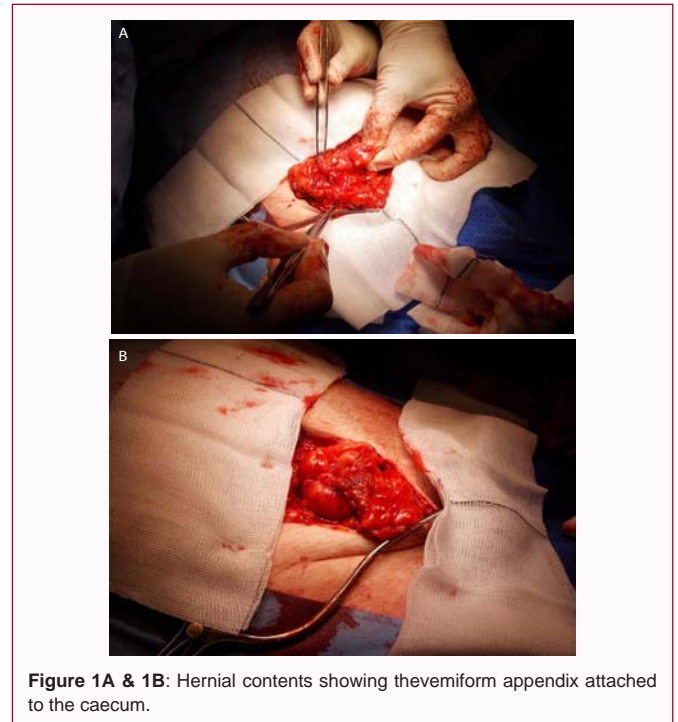 A
B
Figure 1A & 1B: Hernial contents showing thevemiform appendix attached
to the caecum.